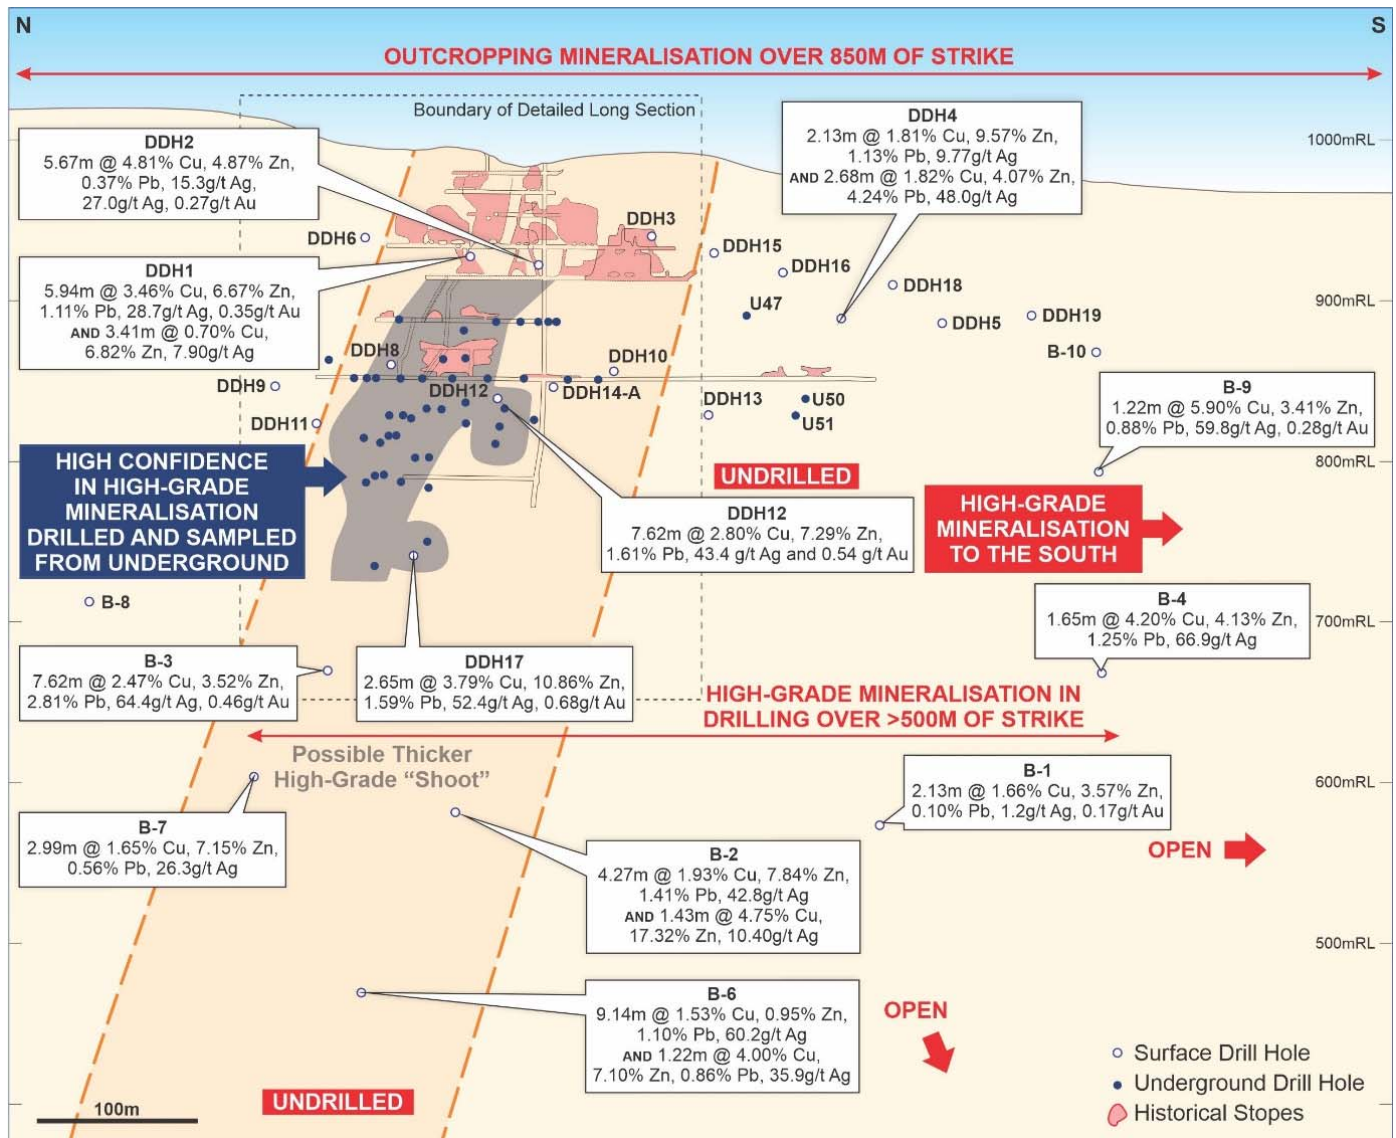 N
S
OUTCROPPING MINERALISATION OVER 850M OF STRIKE
Boundary of Detailed Long Section
1000mRL
DDH2
5.67m @ 4.81% Cu, 4.87% Zn,
0.37% Pb, 15.3g/t Ag,
27.0g/t Ag, 0.27g/t Au
DDH4
2.13m @ 1.81% Cu, 9.57% Zn,
1.13% Pb, 9.77g/t Ag
AND 2.68m @ 1.82% Cu, 4.07% Zn,
4.24% Pb, 48.0g/t Ag
DDH6
DDH3
DDH15
DDH16
DDH18
DDH1
5.94m @ 3.46% Cu, 6.67% Zn,
1.11% Pb, 28.7g/t Ag, 0.35g/t Au
AND 3.41m @ 0.70% Cu,
6.82% Zn, 7.90g/t Ag
900mRL
U47
DDH5
DDH19
B-10
DDH8
DDH10
DDH9
DDH12
DDH14-A
DDH13
U50
U51
DDH11
B-9
1.22m @ 5.90% Cu, 3.41% Zn,
0.88% Pb, 59.8g/t Ag, 0.28g/t Au
HIGH CONFIDENCE
IN HIGH-GRADE
MINERALISATION
DRILLED AND SAMPLED
FROM UNDERGROUND
800mRL
UNDRILLED
HIGH-GRADE
MINERALISATION
TO THE SOUTH
DDH12
7.62m @ 2.80% Cu, 7.29% Zn,
1.61% Pb, 43.4 g/t Ag and 0.54 g/t Au
B-8
B-4
1.65m @ 4.20% Cu, 4.13% Zn,
1.25% Pb, 66.9g/t Ag
700mRL
B-3
7.62m @ 2.47% Cu, 3.52% Zn,
2.81% Pb, 64.4g/t Ag, 0.46g/t Au
DDH17
2.65m @ 3.79% Cu, 10.86% Zn,
1.59% Pb, 52.4g/t Ag, 0.68g/t Au
HIGH-GRADE MINERALISATION IN
DRILLING OVER >500M OF STRIKE
Possible Thicker
High-Grade “Shoot”
600mRL
B-1
2.13m @ 1.66% Cu, 3.57% Zn,
0.10% Pb, 1.2g/t Ag, 0.17g/t Au
B-7
2.99m @ 1.65% Cu, 7.15% Zn,
0.56% Pb, 26.3g/t Ag
OPEN
B-2
4.27m @ 1.93% Cu, 7.84% Zn,
1.41% Pb, 42.8g/t Ag
AND 1.43m @ 4.75% Cu,
17.32% Zn, 10.40g/t Ag
500mRL
B-6
9.14m @ 1.53% Cu, 0.95% Zn,
1.10% Pb, 60.2g/t Ag
AND 1.22m @ 4.00% Cu,
7.10% Zn, 0.86% Pb, 35.9g/t Ag
OPEN
Surface Drill Hole
Underground Drill Hole
Historical Stopes
UNDRILLED
100m